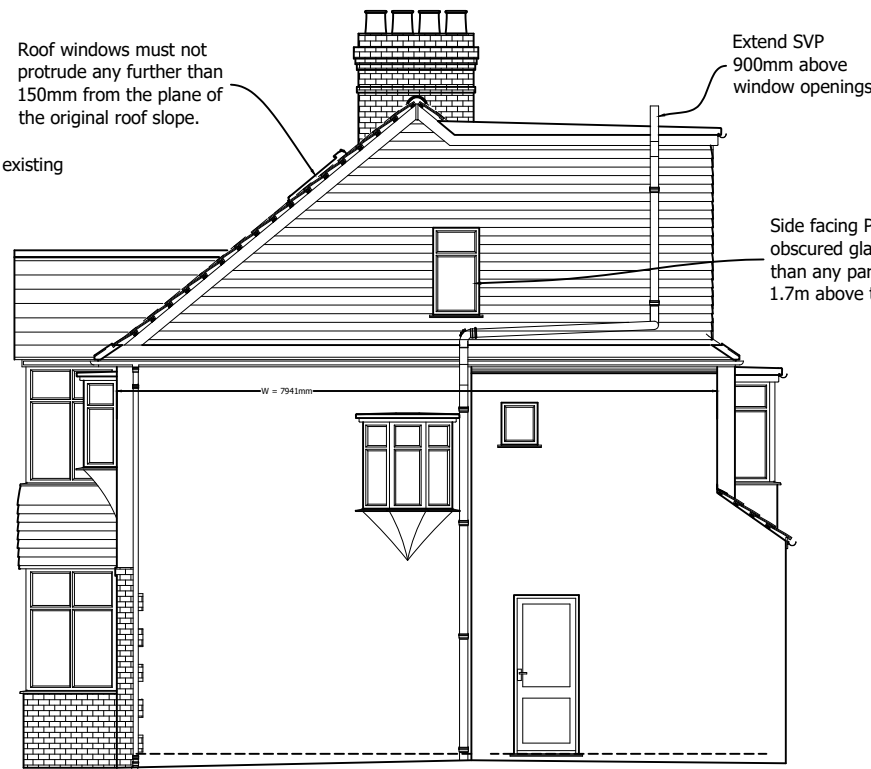 Roof windows must not
protrude any further than
150mm from the plane of
the original roof slope.
existing
Extend SVP
900mm above
window openings
Side facing P
obscured gla
than any par
1.7m above t
W = 7941mm